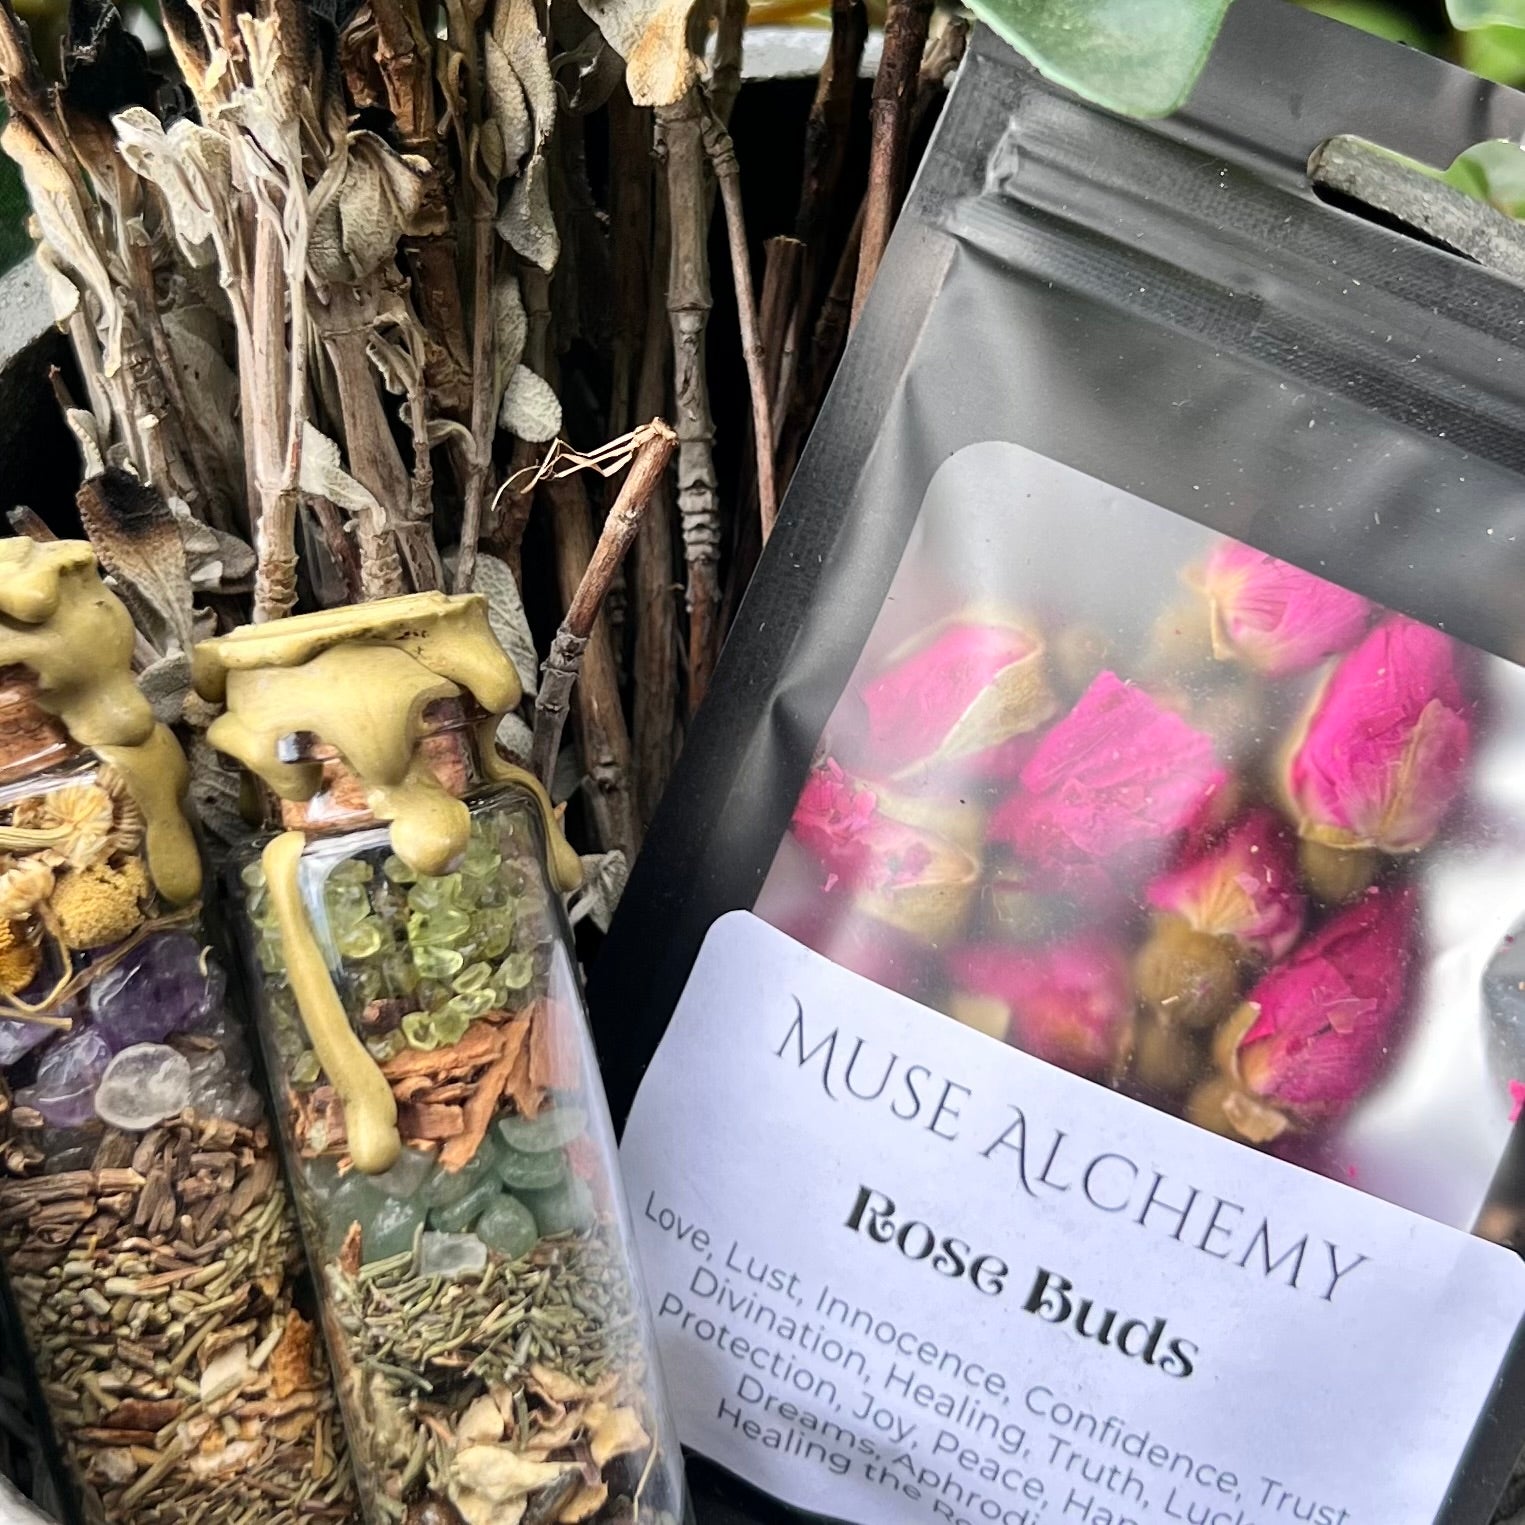 MUSE ALCHEMY
Rose Buds
Love, Lust, Innocence, Confidence, Trust
Divination, Healing, Truth, Luck
Protection, Joy, Peace,
Dreams,
Healing the